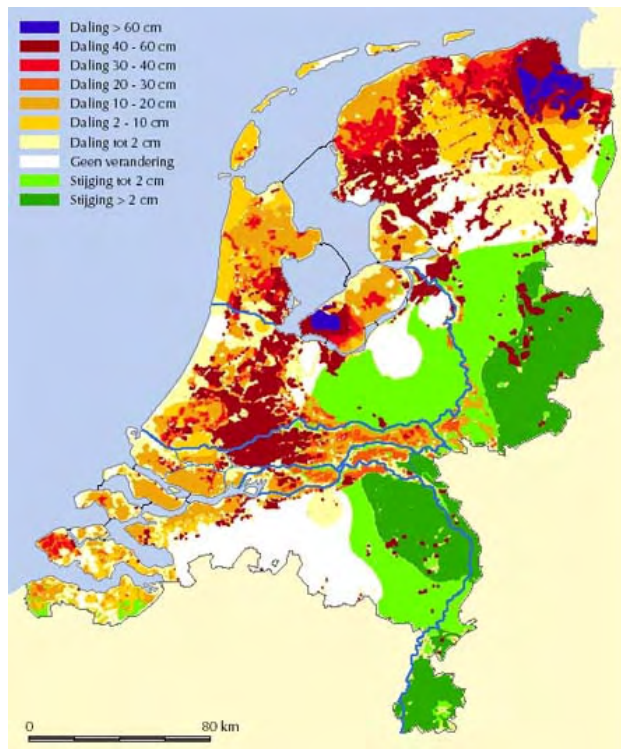 Daling > 60 cm
Daling 40 - 60 cm
Daling 30 - 40 cm
Daling 20 - 30 cm
Daling 10 - 20 cm
Daling 2 - 10 cm
Daling tot 2 cm
Geen verandering
Stijging tot 2 cm
Stijging > 2 cm
0 80 km